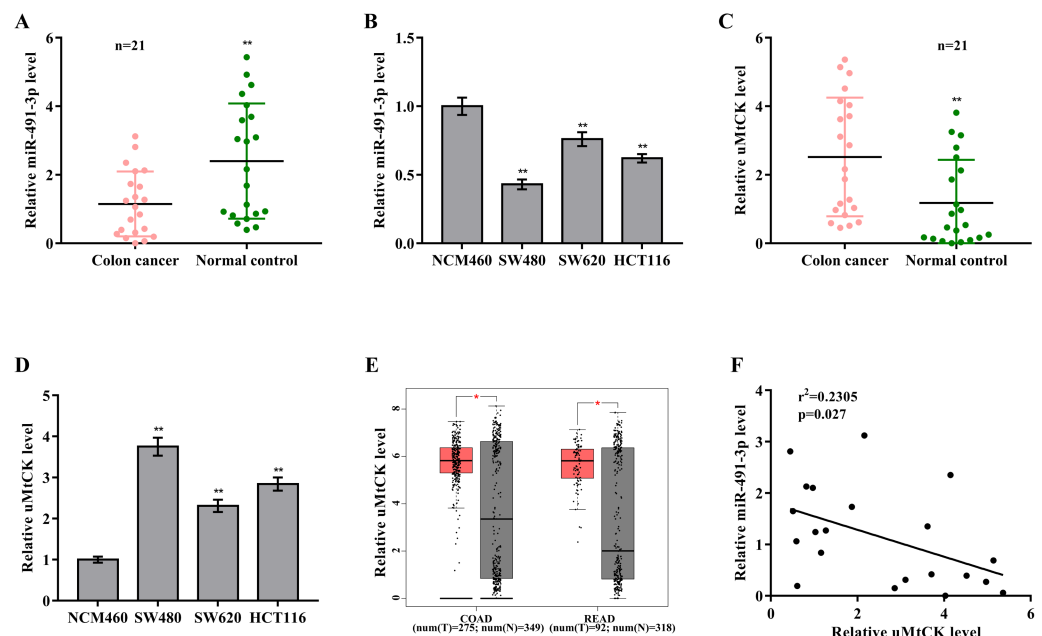 A
n=21
**
Relative miR-491-3p level
6
4
2
0
Colon cancer
Normal control
B
Relative miR-491-3p level
1.5
1.0
0.5
0.0
**
**
**
NCM460
SW480
SW620
HCT116
C
n=21
**
Relative uMtCK level
6
4
2
0
Colon cancer
Normal control
D
Relative uMtCK level
5
4
3
2
1
0
**
**
**
NCM460
SW480
SW620
HCT116
E
Relative uMtCK level
8
6
4
2
0
*
*
COAD
(num(T)=275; num(N)=349)
READ
(num(T)=92; num(N)=318)
F
r²=0.2305
p=0.027
Relative miR-491-3p level
4
3
2
1
0
0
2
4
6
Relative uMtCK level